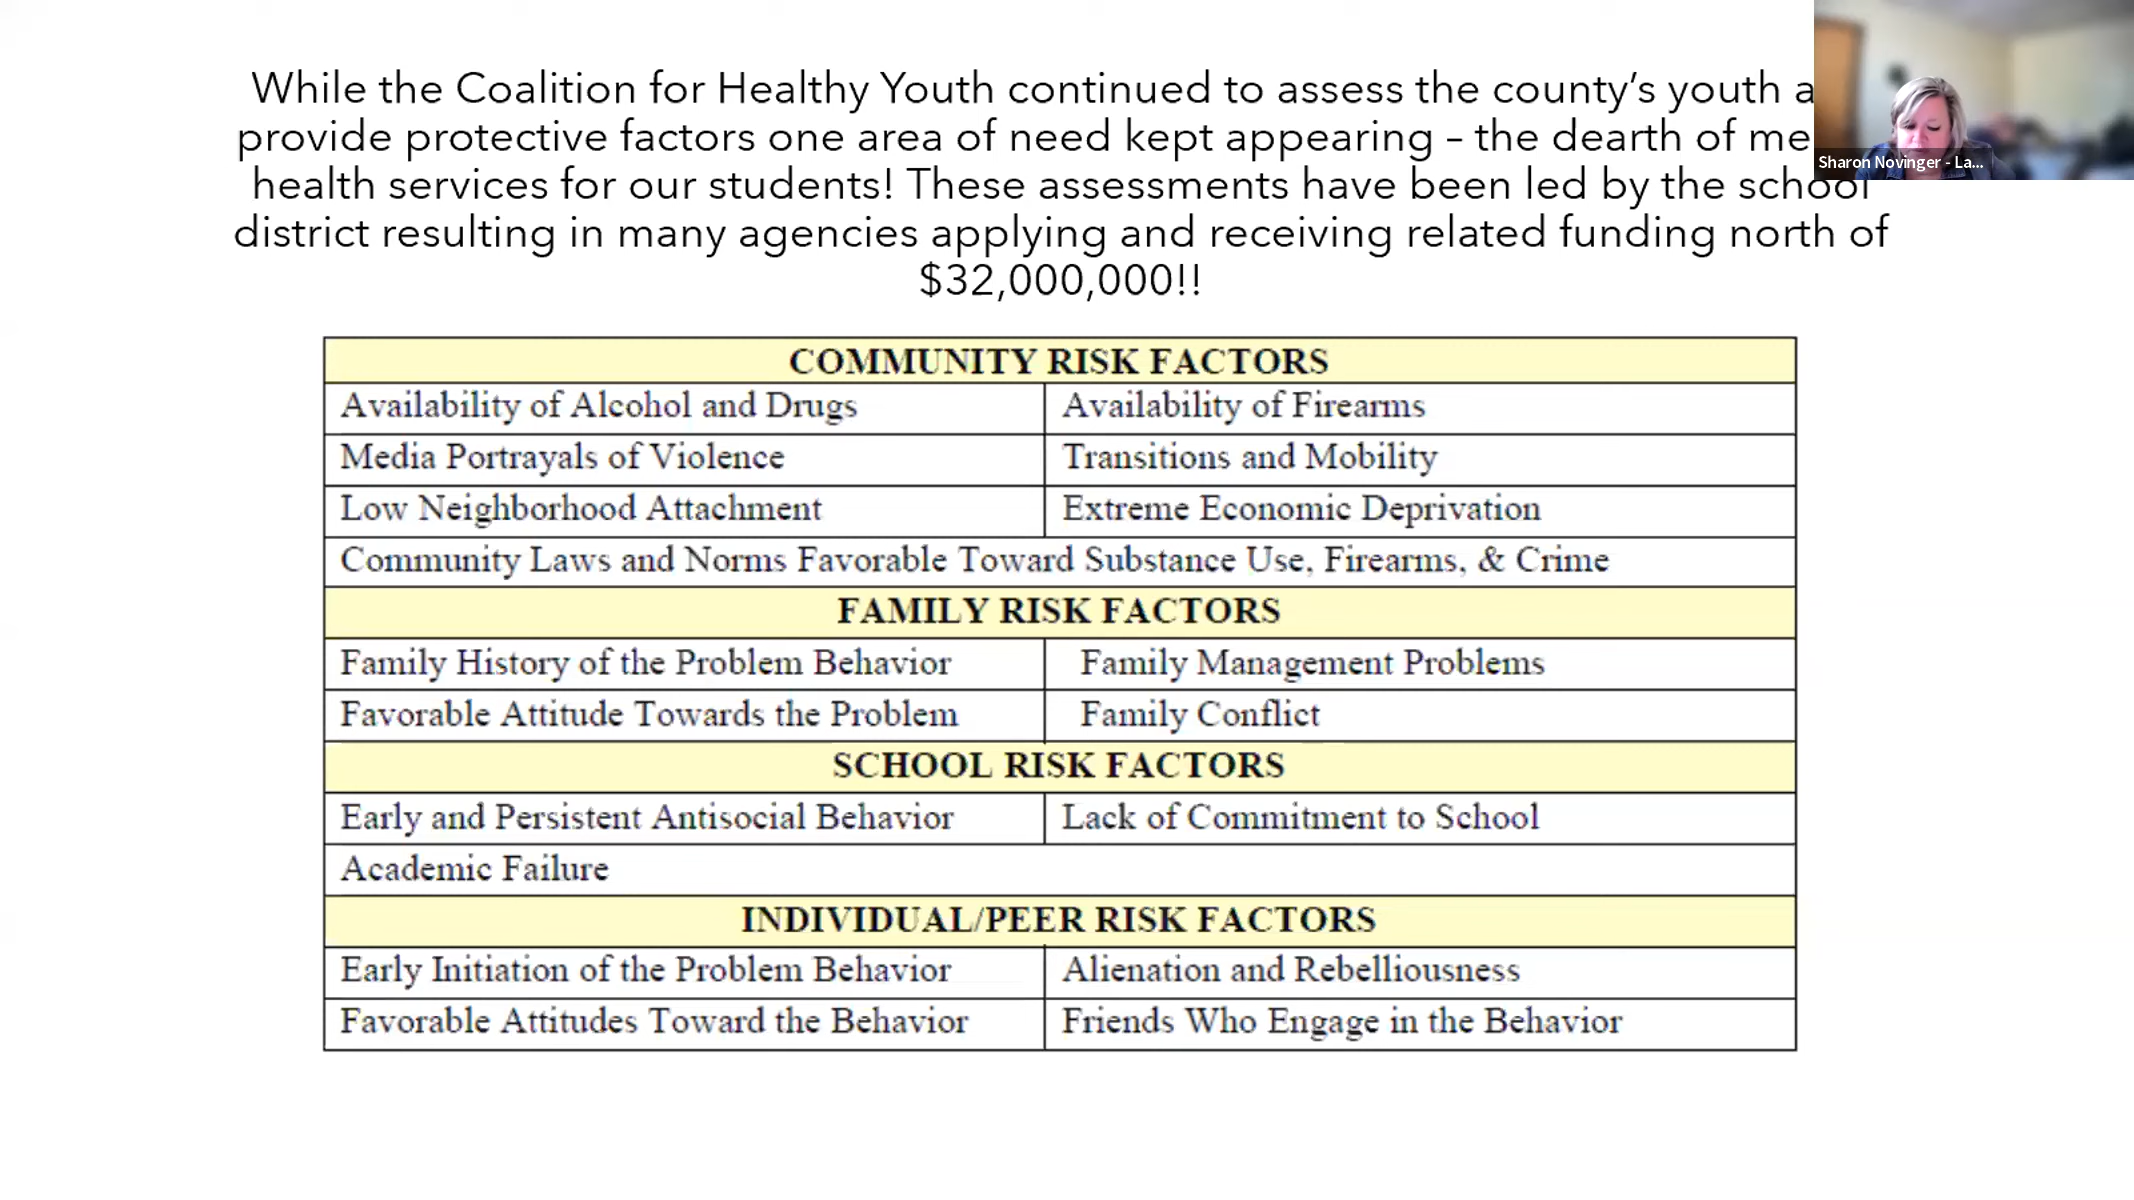 While the Coalition for Healthy Youth continued to assess the county's youth
provide protective factors one area of need kept appearing – the dearth of
health services for our students! These assessments have been led by the school
district resulting in many agencies applying and receiving related funding north of
$32,000,000!!
Sharon Novinger - La...
COMMUNITY RISK FACTORS
Availability of Alcohol and Drugs
Availability of Firearms
Media Portrayals of Violence
Transitions and Mobility
Low Neighborhood Attachment
Extreme Economic Deprivation
Community Laws and Norms Favorable Toward Substance Use, Firearms, & Crime
FAMILY RISK FACTORS
Family History of the Problem Behavior
Family Management Problems
Favorable Attitude Towards the Problem
Family Conflict
SCHOOL RISK FACTORS
Early and Persistent Antisocial Behavior
Lack of Commitment to School
Academic Failure
INDIVIDUAL/PEER RISK FACTORS
Early Initiation of the Problem Behavior
Alienation and Rebelliousness
Favorable Attitudes Toward the Behavior
Friends Who Engage in the Behavior